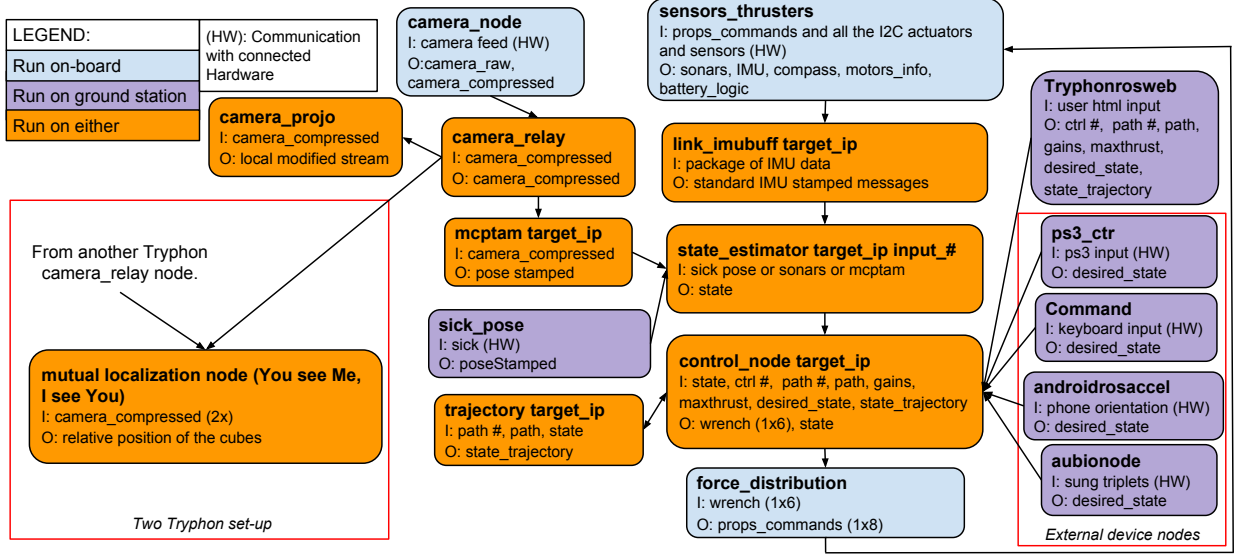 LEGEND:
Run on-board
Run on ground station
Run on either
(HW): Communication
with connected
Hardware
camera_node
I: camera feed (HW)
O:camera_raw,
camera_compressed
sensors_thrusters
I: props_commands and all the I2C actuators
and sensors (HW)
O: sonars, IMU, compass, motors_info,
battery_logic
camera_projo
I: camera_compressed
O: local modified stream
camera_relay
I: camera_compressed
O: camera_compressed
link_imubuff target_ip
I: package of IMU data
O: standard IMU stamped messages
Tryphonrosweb
I: user html input
O: ctrl #, path #, path,
gains, maxthrust,
desired_state,
state_trajectory
From another Tryphon
camera_relay node.
mcptam target_ip
I: camera_compressed
O: pose stamped
state_estimator target_ip input_#
I: sick pose or sonars or mcptam
O: state
ps3_ctr
I: ps3 input (HW)
O: desired_state
sick_pose
I: sick (HW)
O: poseStamped
Command
I: keyboard input (HW)
O: desired_state
mutual localization node (You see Me,
I see You)
I: camera_compressed (2x)
O: relative position of the cubes
control_node target_ip
I: state, ctrl #, path #, path, gains,
maxthrust, desired_state, state_trajectory
O: wrench (1x6), state
trajectory target_ip
I: path #, path, state
O: state_trajectory
androidrosaccel
I: phone orientation (HW)
O: desired_state
aubionode
I: sung triplets (HW)
O: desired_state
force_distribution
I: wrench (1x6)
O: props_commands (1x8)
Two Tryphon set-up
External device nodes